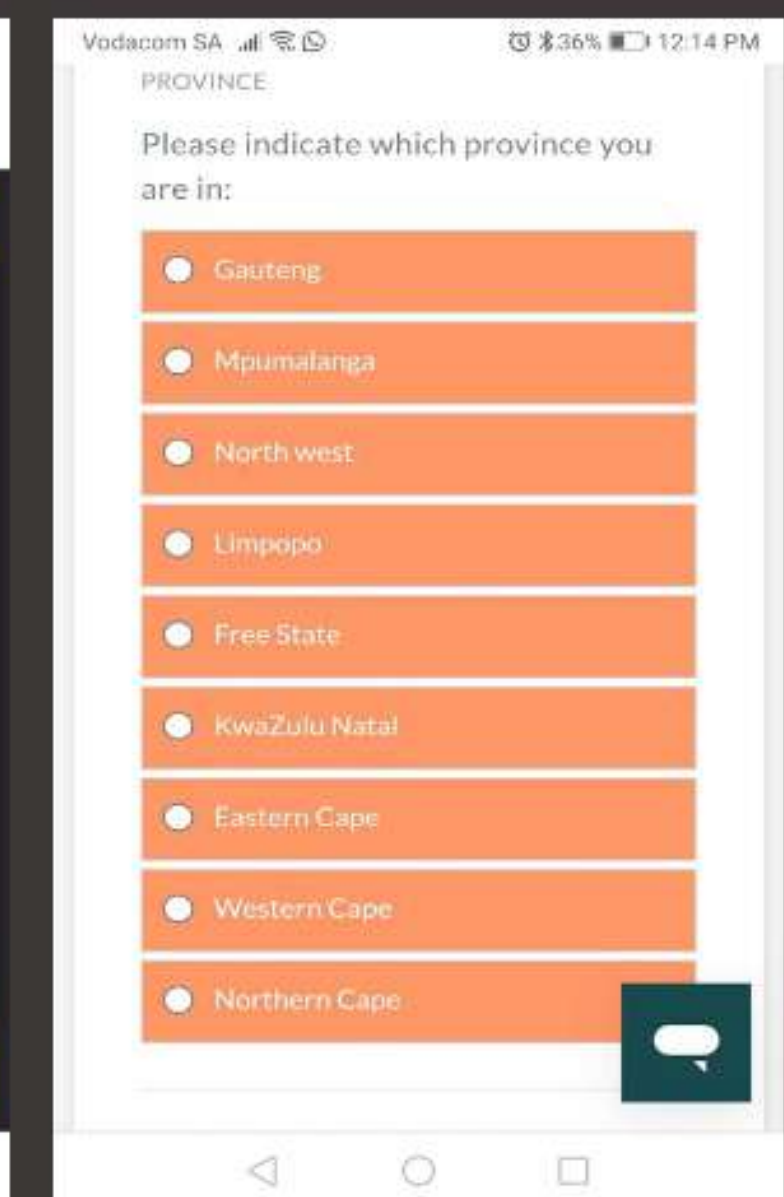 Vodacom SA 36% 12:14 PM
PROVINCE
Please indicate which province you
are in:
Gauteng
Mpumalanga
North west
Limpopo
Free State
KwaZulu Natal
Eastern Cape
Western Cape
Northern Cape